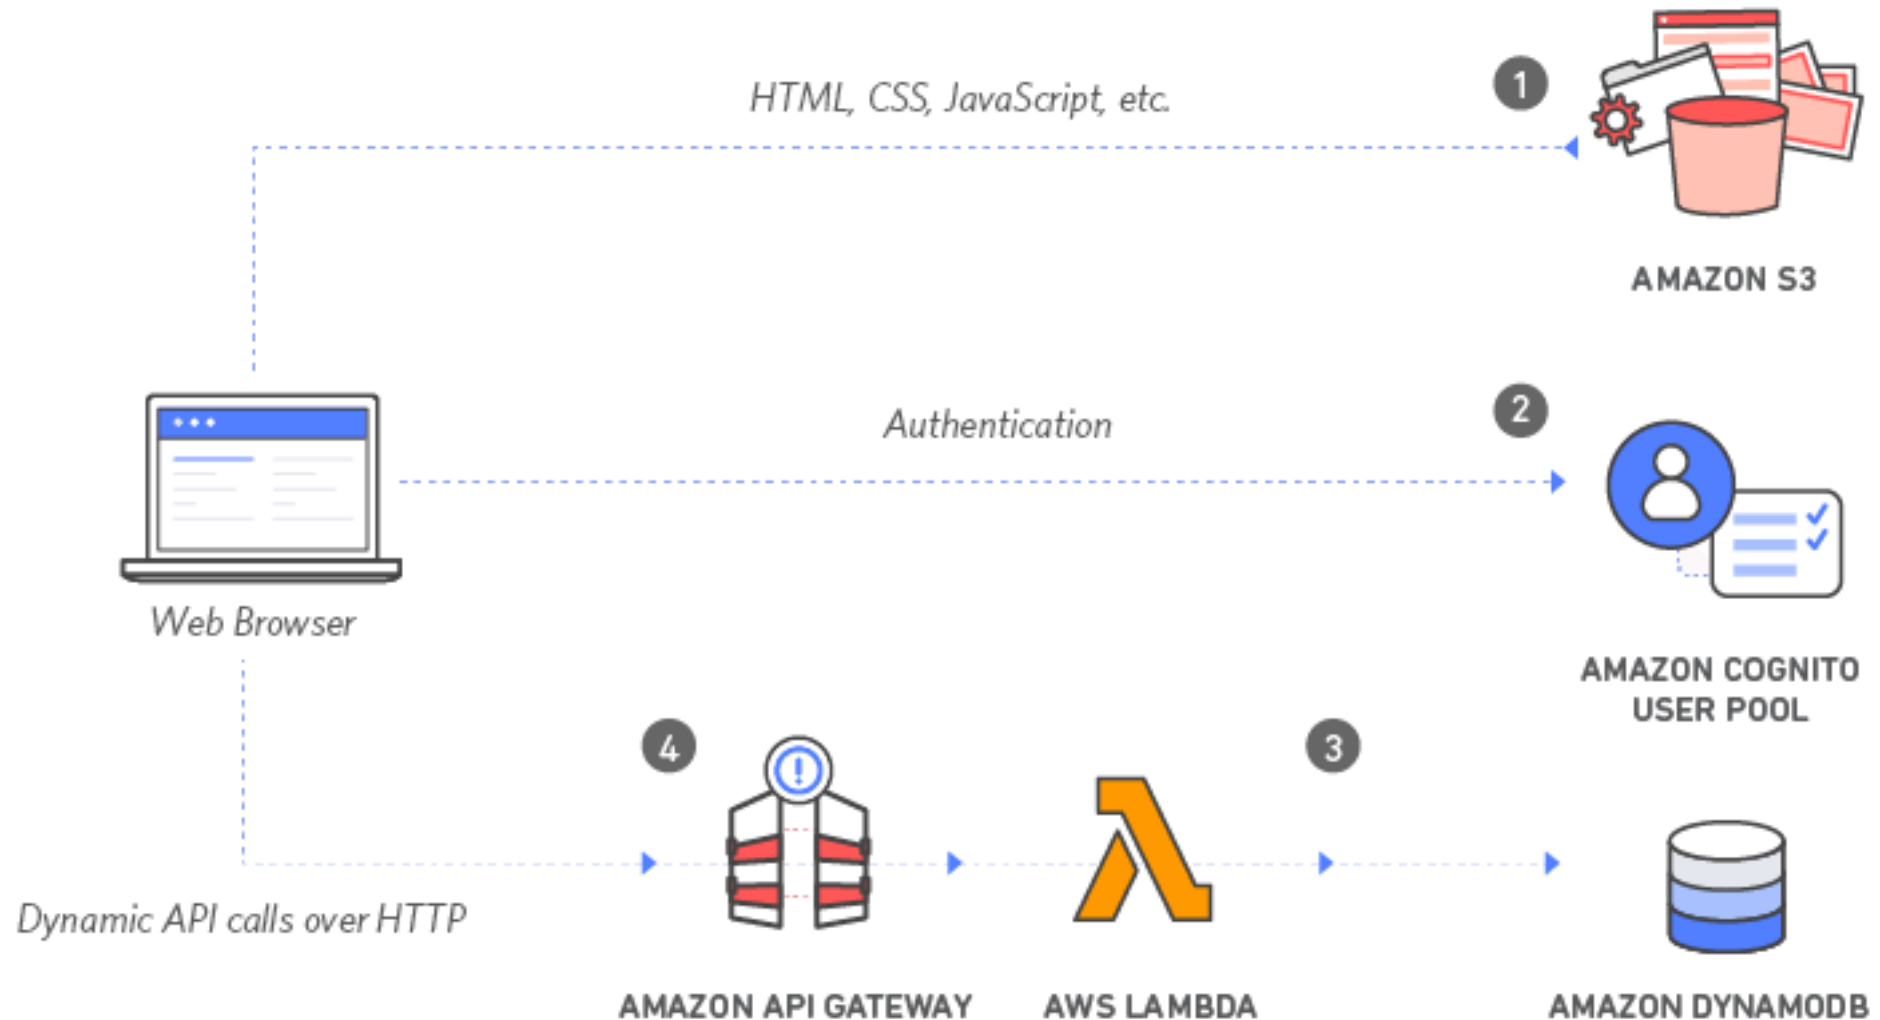 HTML, CSS, JavaScript, etc.
1
AMAZON S3
Authentication
2
Web Browser
AMAZON COGNITO
USER POOL
4
3
Dynamic API calls over HTTP
AMAZON API GATEWAY
AWS LAMBDA
AMAZON DYNAMODB